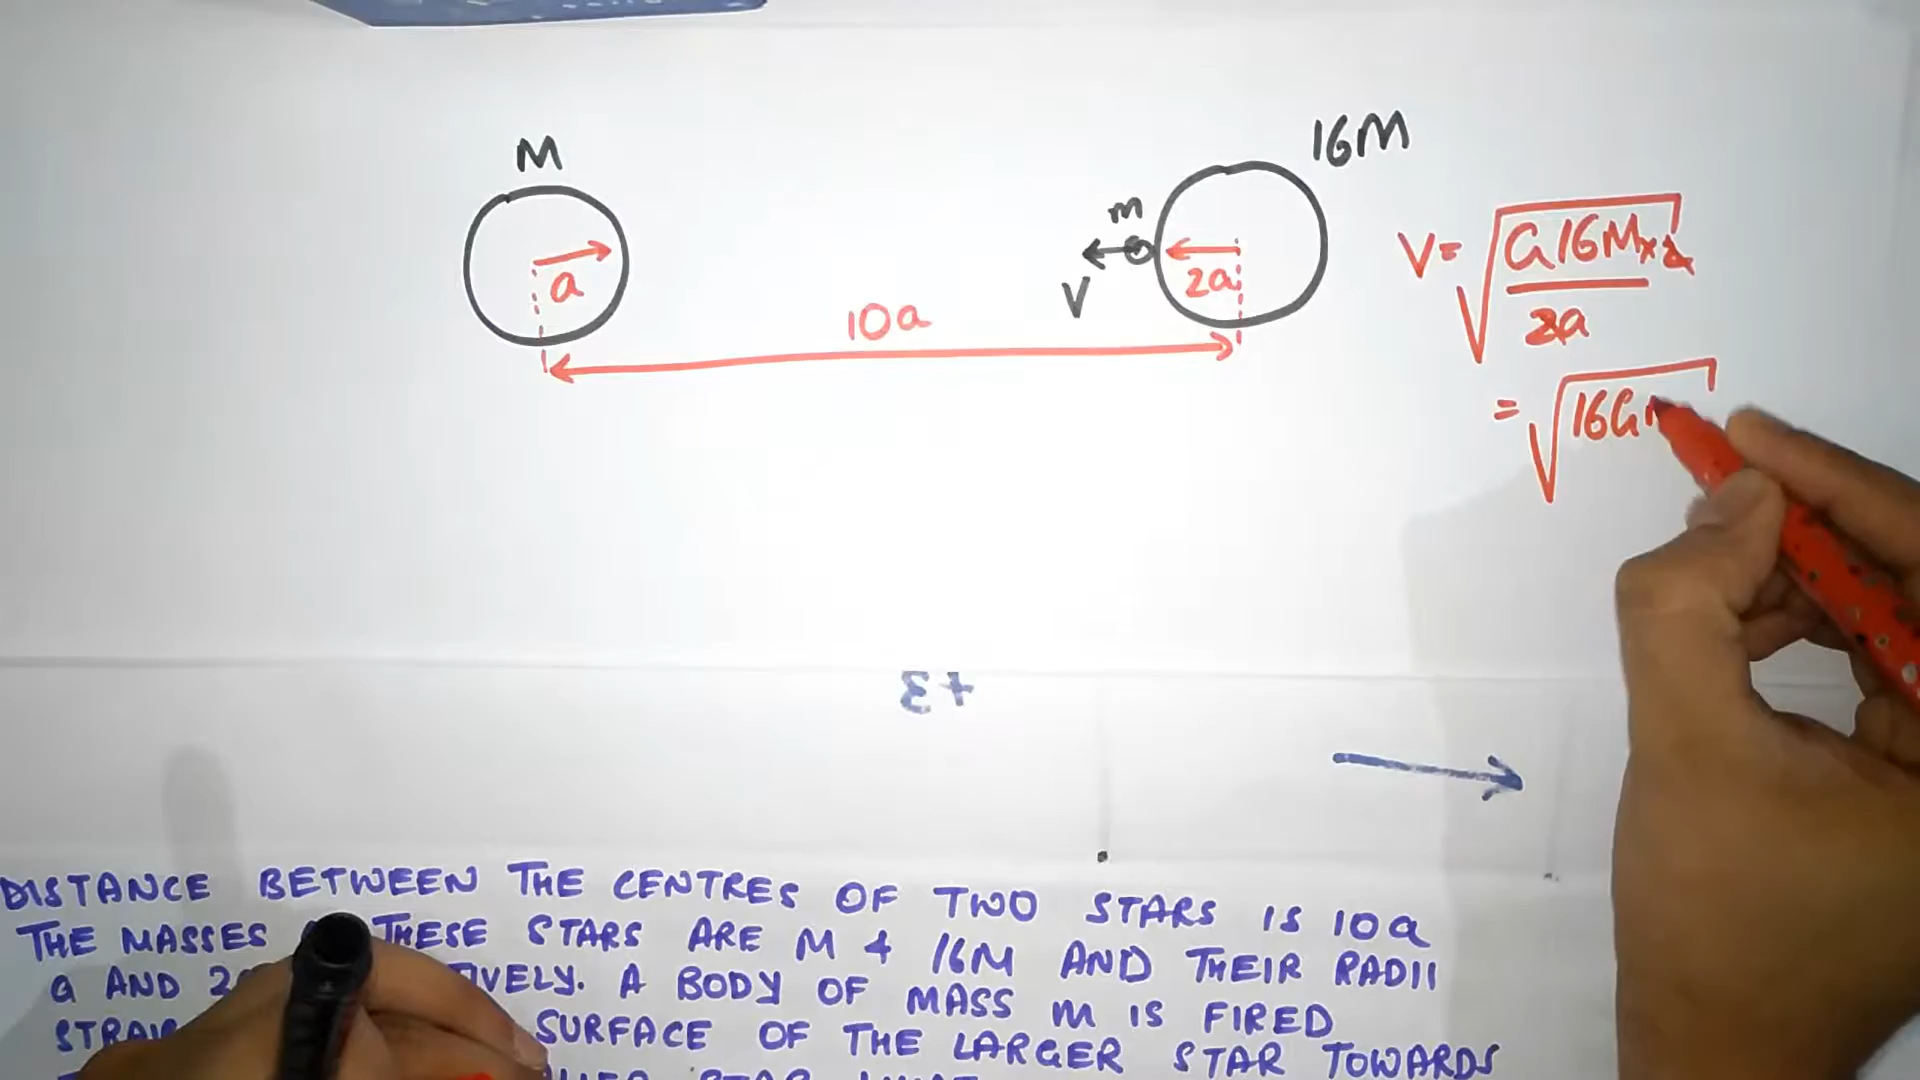 M
16M
m
V
a
2a
10a
V= √G16M×2
2a
= √16G
+3
DISTANCE BETWEEN THE CENTRES OF TWO STARS IS 10a
THE MASSES THESE STARS ARE M & 16M AND THEIR RADII
a AND A BODY OF MASS m IS FIRED
SURFACE OF THE LARGER STAR TOWARDS